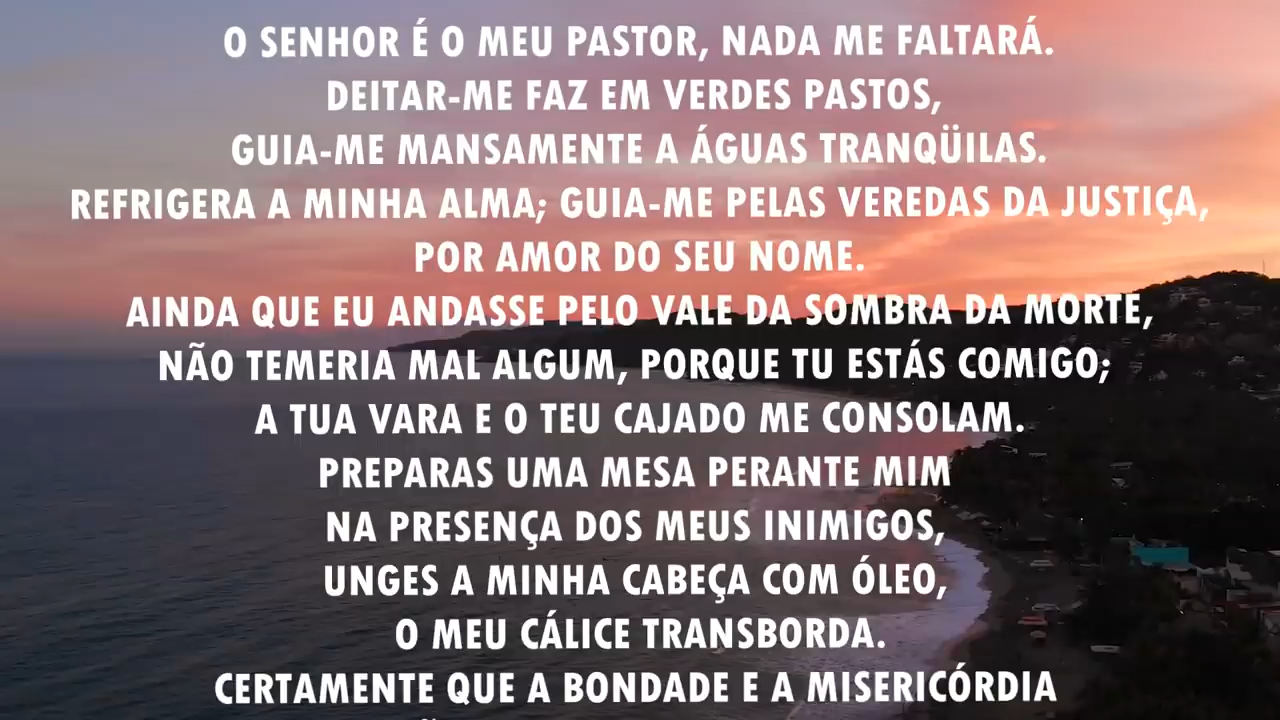 O SENHOR É O MEU PASTOR, NADA ME FALTARÁ.
DEITAR-ME FAZ EM VERDES PASTOS,
GUIA-ME MANSAMENTE A ÁGUAS TRANQÜILAS.
REFRIGERA A MINHA ALMA; GUIA-ME PELAS VEREDAS DA JUSTIÇA,
POR AMOR DO SEU NOME.
AINDA QUE EU ANDASSE PELO VALE DA SOMBRA DA MORTE,
NÃO TEMERIA MAL ALGUM, PORQUE TU ESTÁS COMIGO;
A TUA VARA E O TEU CAJADO ME CONSOLAM.
PREPARAS UMA MESA PERANTE MIM
NA PRESENÇA DOS MEUS INIMIGOS,
UNGES A MINHA CABEÇA COM ÓLEO,
O MEU CÁLICE TRANSBORDA.
CERTAMENTE QUE A BONDADE E A MISERICÓRDIA